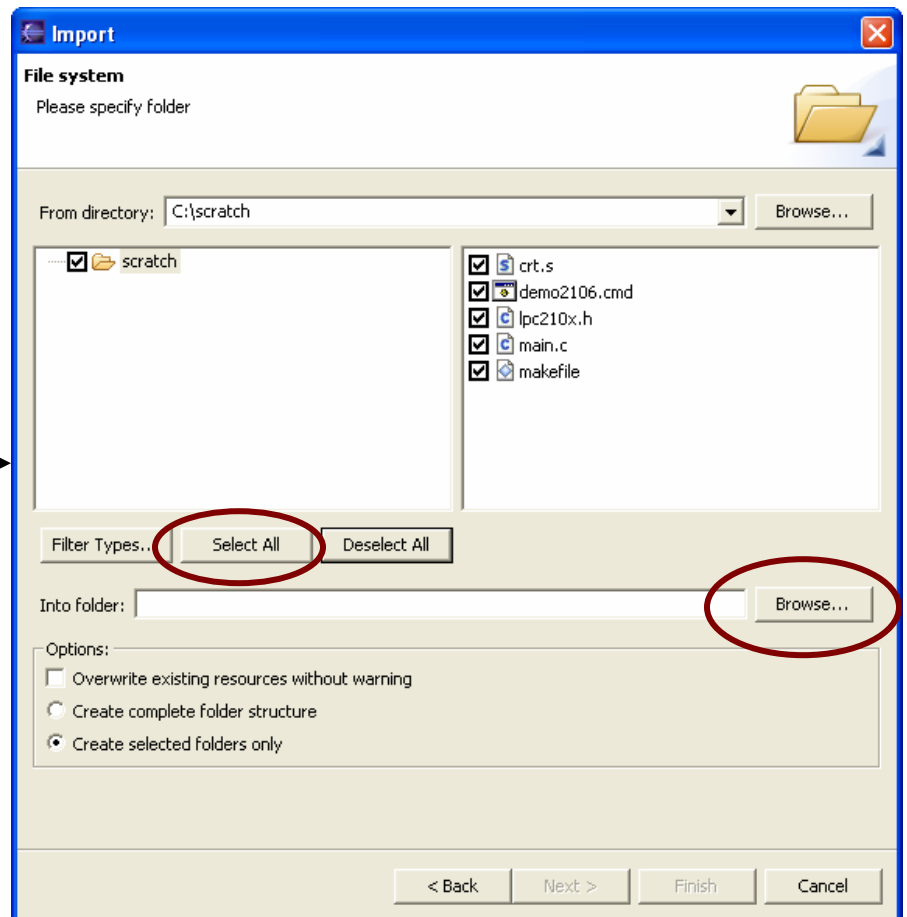 Import
File system
Please specify folder
From directory: C:\scratch Browse...
scratch
crt.s
demo2106.cmd
lpc210x.h
main.c
makefile
Filter Types... Select All Deselect All
Into folder: Browse...
Options:
Overwrite existing resources without warning
Create complete folder structure
Create selected folders only
< Back Next > Finish Cancel